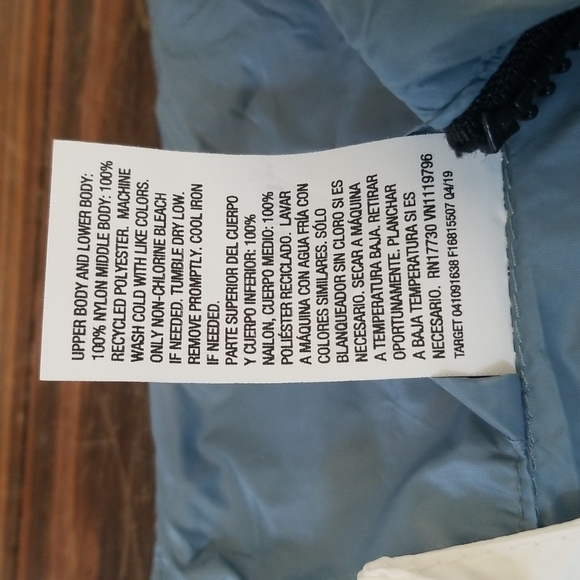 UPPER BODY AND LOWER BODY:
100% NYLON MIDDLE BODY: 100%
RECYCLED POLYESTER. MACHINE
WASH COLD WITH LIKE COLORS.
ONLY NON-CHLORINE BLEACH
IF NEEDED. TUMBLE DRY LOW.
REMOVE PROMPTLY. COOL IRON
IF NEEDED.
PARTE SUPERIOR DEL CUERPO
Y CUERPO INFERIOR: 100%
NAILON, CUERPO MEDIO: 100%
POLIÉSTER RECICLADO. LAVAR
A MÁQUINA CON AGUA FRÍA CON
COLORES SIMILARES. SÓLO
BLANQUEADOR SIN CLORO SI ES
NECESARIO. SECAR A MÁQUINA
A TEMPERATURA BAJA. RETIRAR
OPORTUNAMENTE. PLANCHAR
A BAJA TEMPERATURA SI ES
NECESARIO. RN17730 VN1119796
TARGET 041091638 F16815507 04/19